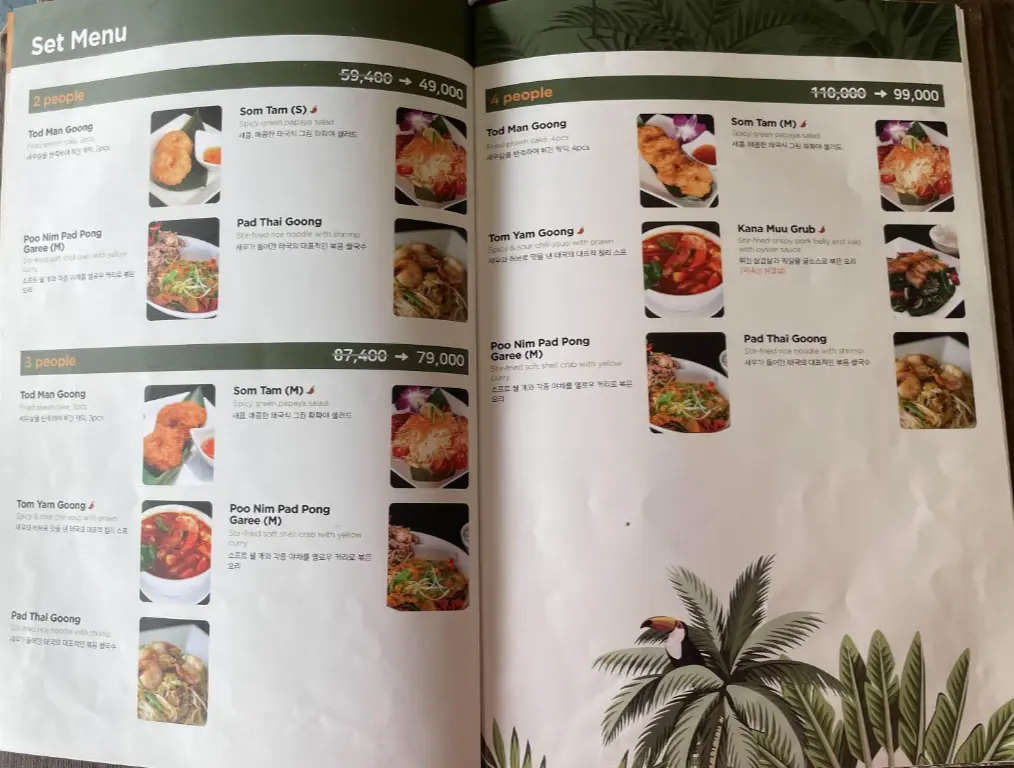 Set Menu
2 people 59,400 → 49,000
Tod Man Goong
Fried prawn cake, 2pcs
새우살을 반죽하여 튀긴 떡덕, 2pcs
Som Tam (S)
Spicy green papaya salad
새콤, 매콤한 태국식 그린 파파야 샐러드
Poo Nim Pad Pong
Garee (M)
Stir-fried soft shell crab with yellow
curry
소프트 쉘 게와 각종 야채를 옐로우 커리로 볶은
요리
Pad Thai Goong
Stir-fried rice noodle with shrimp
새우가 들어간 태국의 대표적인 볶음 쌀국수
3 people 87,400 → 79,000
Tod Man Goong
Fried prawn cake, 3pcs
새우살을 반죽하여 튀긴 3pcs
Som Tam (M)
Spicy green papaya salad
새콤, 매콤한 태국식 그린 파파야 샐러드
Tom Yam Goong
Spicy & sour chili soup with prawn
새우와 허브로 맛을 낸 태국의 대표적 칠리 스프
Poo Nim Pad Pong
Garee (M)
Stir-fried soft shell crab with yellow
curry
소프트 쉘 게와 각종 야채를 옐로우 커리로 볶은
요리
Pad Thai Goong
Stir-fried rice noodle with shrimp
새우가 들어간 태국의 대표적인 볶음 쌀국수
4 people 118,000 → 99,000
Tod Man Goong
Fried prawn cake, 4pcs
새우살을 반죽하여 튀긴 4pcs
Som Tam (M)
Spicy green papaya salad
새콤, 매콤한 태국식 그린 파파야 샐러드
Tom Yam Goong
Spicy & sour chili soup with prawn
새우와 허브로 맛을 낸 태국의 대표적 칠리 스프
Kana Muu Grub
Stir-fried crispy pork belly and kale
with oyster sauce
튀긴 삼겹살과 케일을 굴소스로 볶은 요리
(국내산 삼겹살)
Poo Nim Pad Pong
Garee (M)
Stir-fried soft shell crab with yellow
curry
소프트 쉘 게와 각종 야채를 옐로우 커리로 볶은
요리
Pad Thai Goong
Stir-fried rice noodle with shrimp
새우가 들어간 태국의 대표적인 볶음 쌀국수